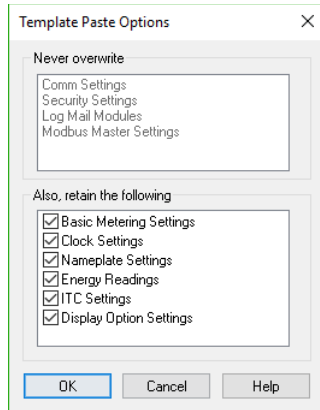 Template Paste Options
Never overwrite
Comm Settings
Security Settings
Log Mail Modules
Modbus Master Settings
Also, retain the following
Basic Metering Settings
Clock Settings
Nameplate Settings
Energy Readings
ITC Settings
Display Option Settings
OK Cancel Help